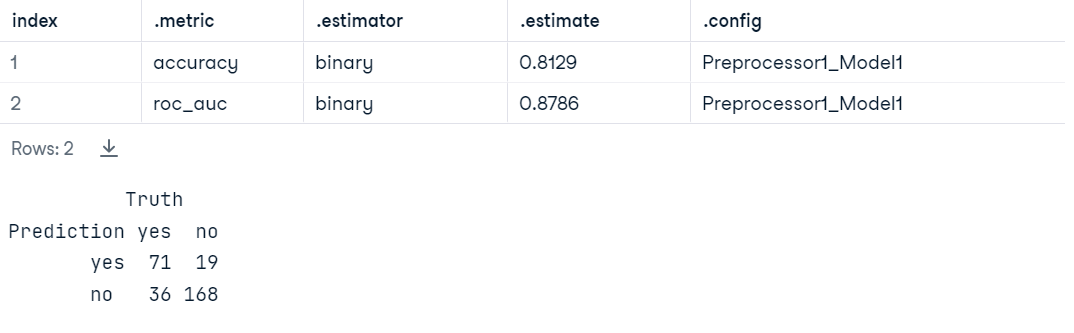 index .metric .estimator .estimate .config
1 accuracy binary 0.8129 Preprocessor1_Model1
2 roc_auc binary 0.8786 Preprocessor1_Model1
Rows: 2
Truth
Prediction yes no
yes 71 19
no 36 168